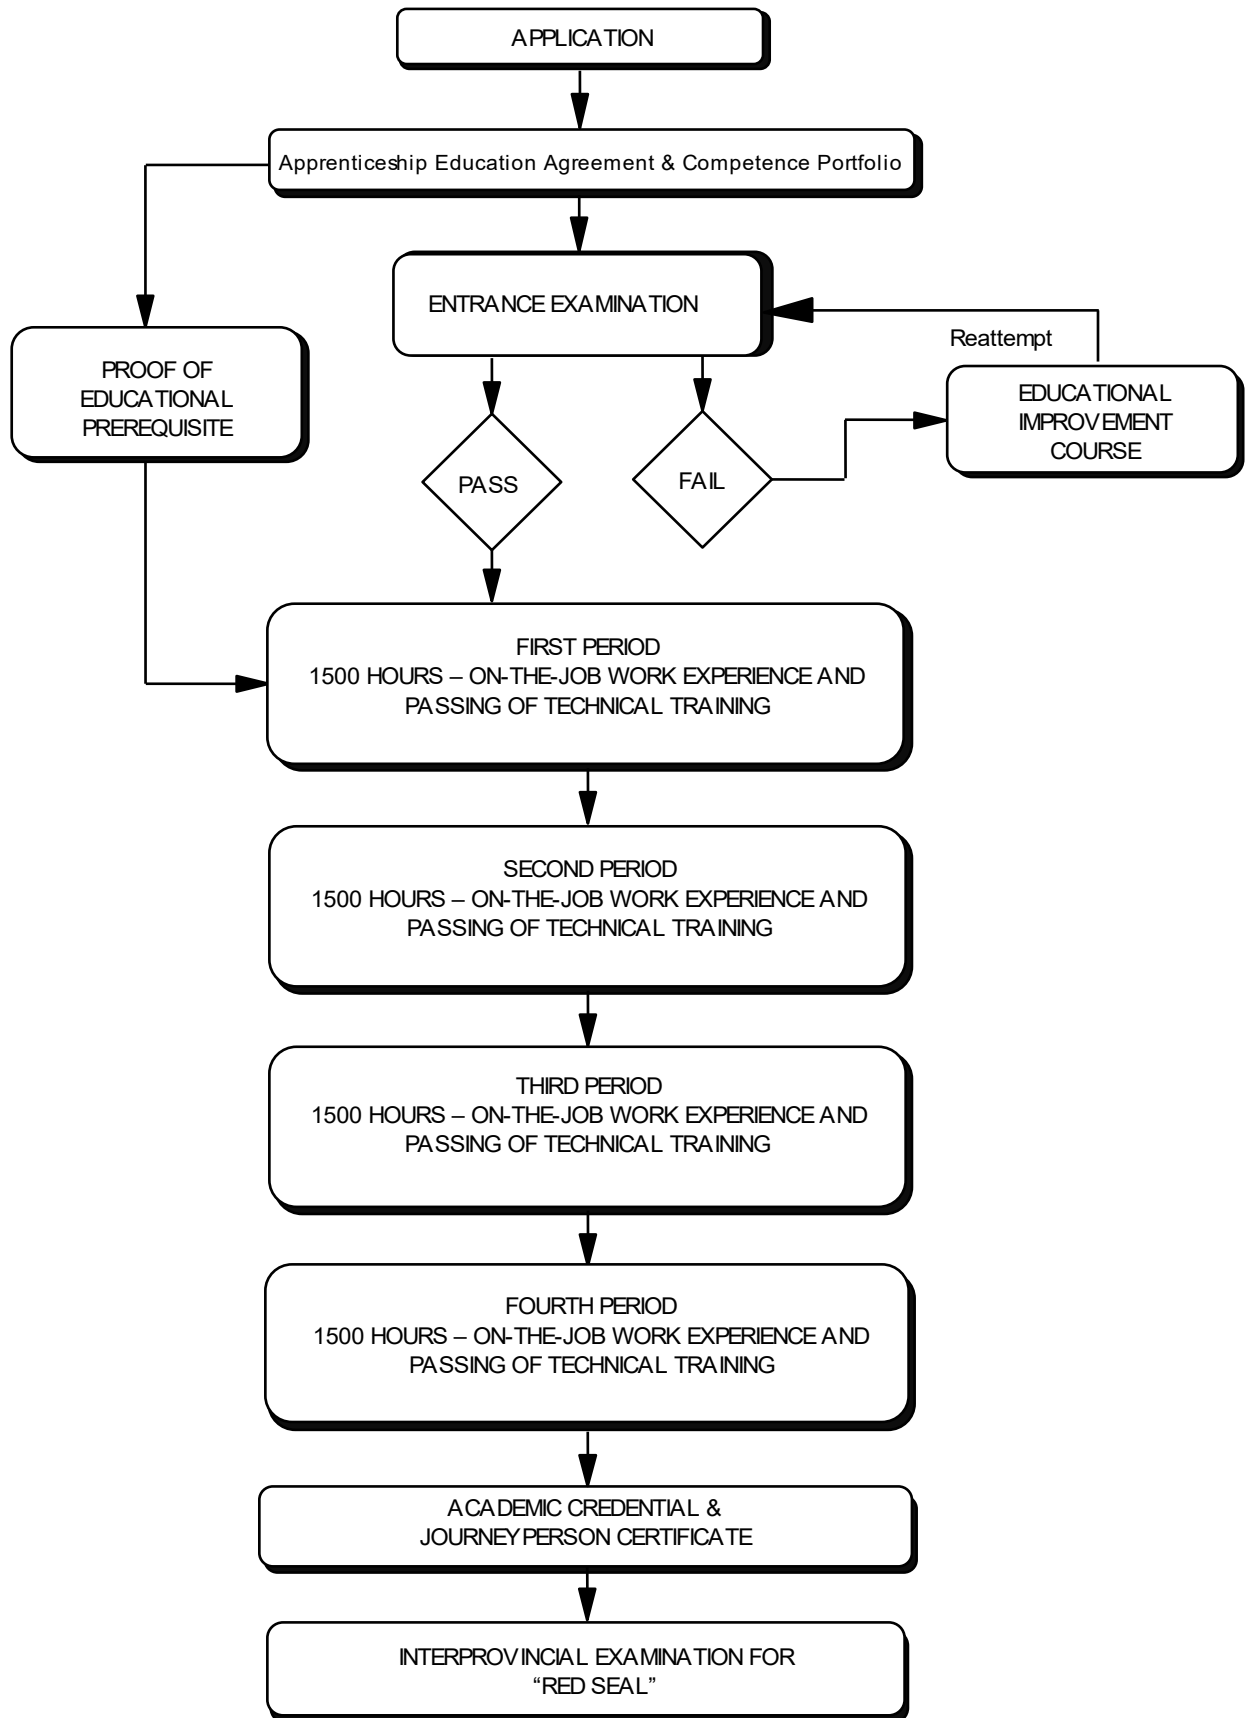 APPLICATION
Apprenticeship Education Agreement & Competence Portfolio
ENTRANCE EXAMINATION
Reattempt
PROOF OF
EDUCATIONAL
PREREQUISITE
EDUCATIONAL
IMPROVEMENT
COURSE
PASS
FAIL
FIRST PERIOD
1500 HOURS – ON-THE-JOB WORK EXPERIENCE AND
PASSING OF TECHNICAL TRAINING
SECOND PERIOD
1500 HOURS – ON-THE-JOB WORK EXPERIENCE AND
PASSING OF TECHNICAL TRAINING
THIRD PERIOD
1500 HOURS – ON-THE-JOB WORK EXPERIENCE AND
PASSING OF TECHNICAL TRAINING
FOURTH PERIOD
1500 HOURS – ON-THE-JOB WORK EXPERIENCE AND
PASSING OF TECHNICAL TRAINING
ACADEMIC CREDENTIAL &
JOURNEYPERSON CERTIFICATE
INTERPROVINCIAL EXAMINATION FOR
“RED SEAL”